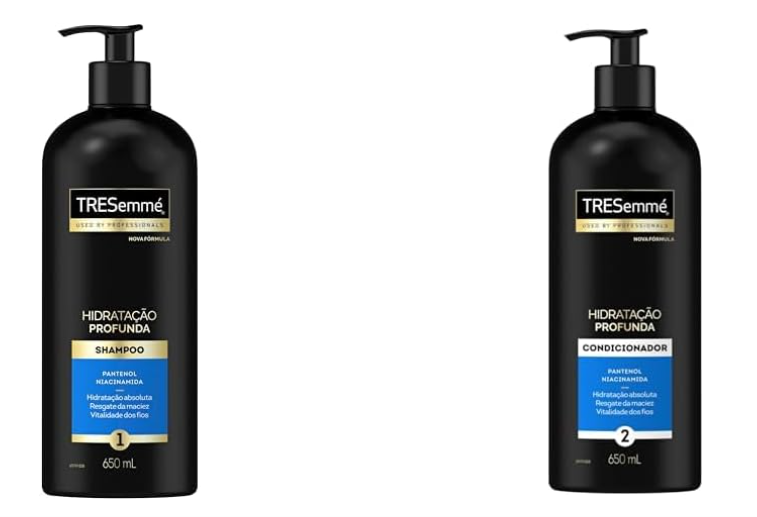 TRESemmé
USED BY PROFESSIONALS
NOVA FÓRMULA
HIDRATAÇÃO
PROFUNDA
SHAMPOO
PANTENOL
NIACINAMIDA
Hidratação absoluta
Resgate da maciez
Vitalidade dos fios
1
650 mL
TRESemmé
USED BY PROFESSIONALS
NOVA FÓRMULA
HIDRATAÇÃO
PROFUNDA
CONDICIONADOR
PANTENOL
NIACINAMIDA
Hidratação absoluta
Resgate da maciez
Vitalidade dos fios
2
650 mL